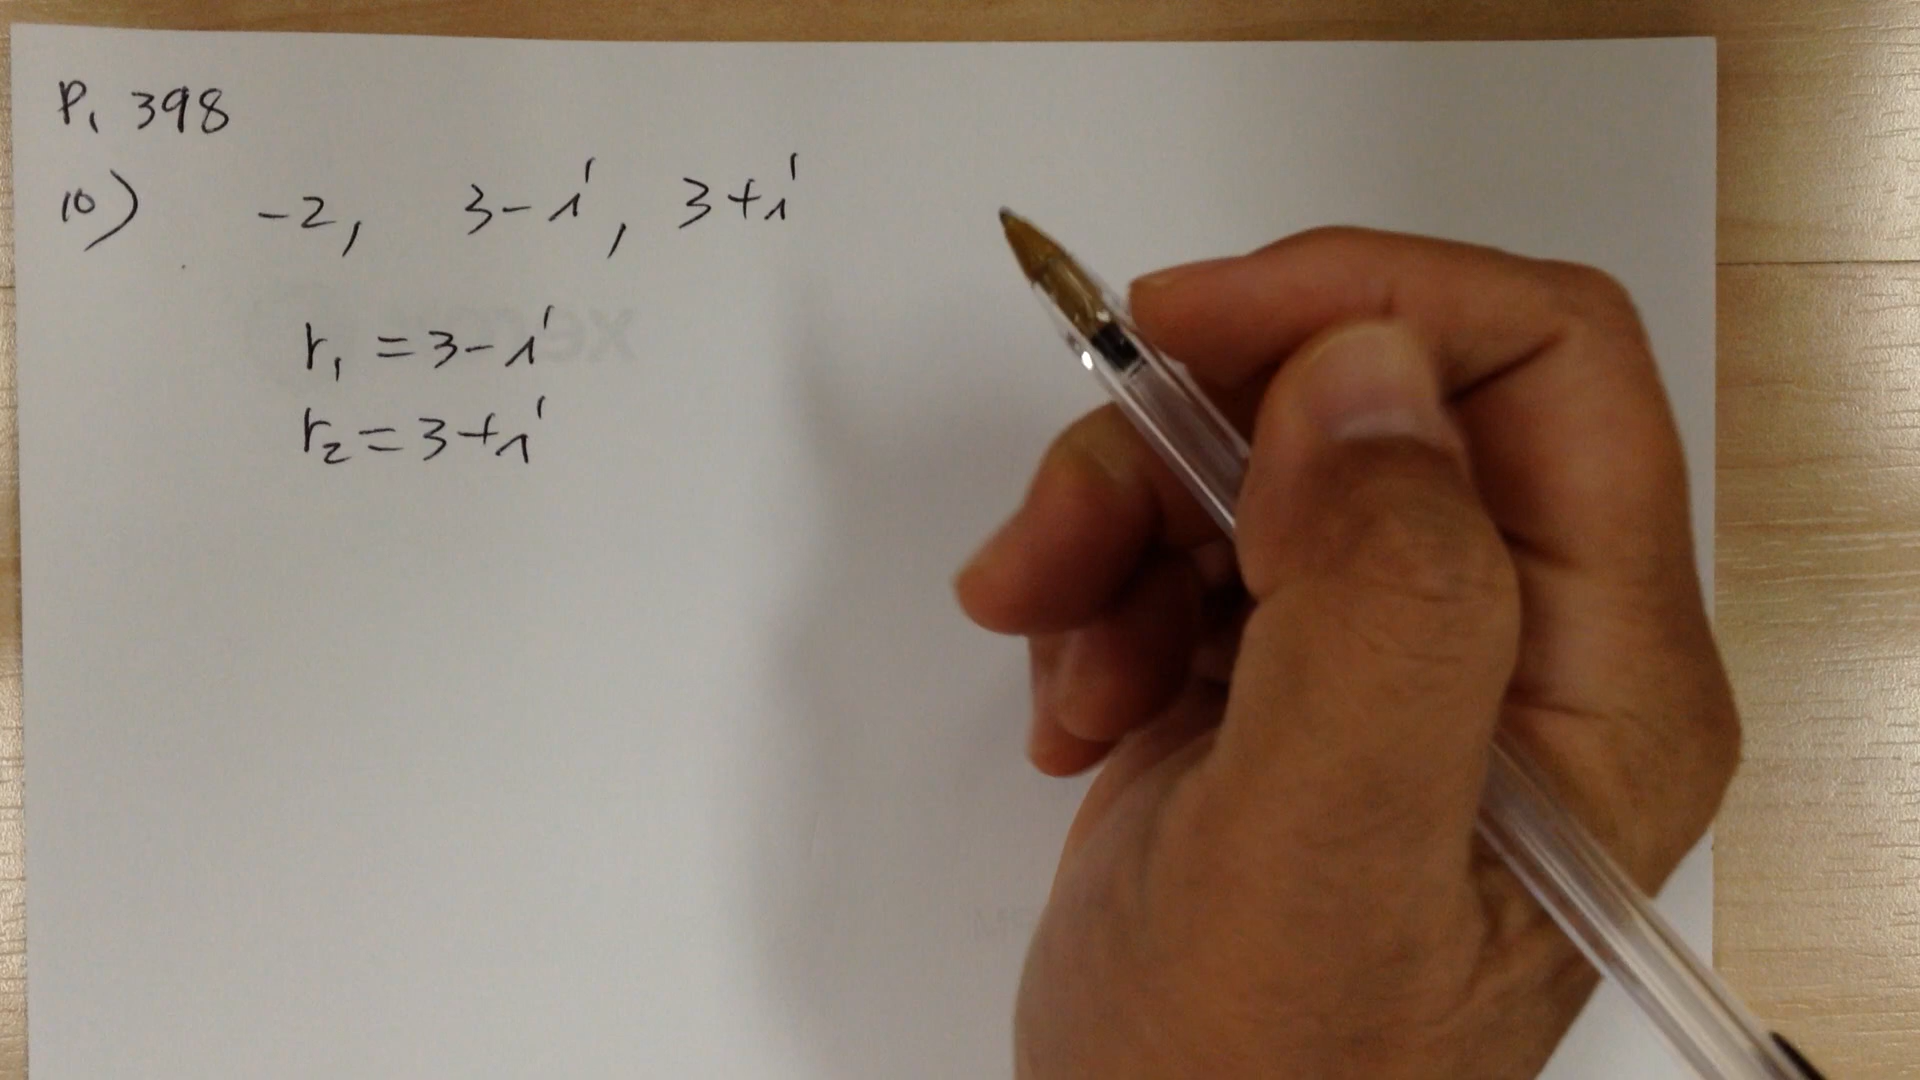 P. 398
10) -2, 3-i, 3+i
r₁ = 3-i
r₂ = 3+i